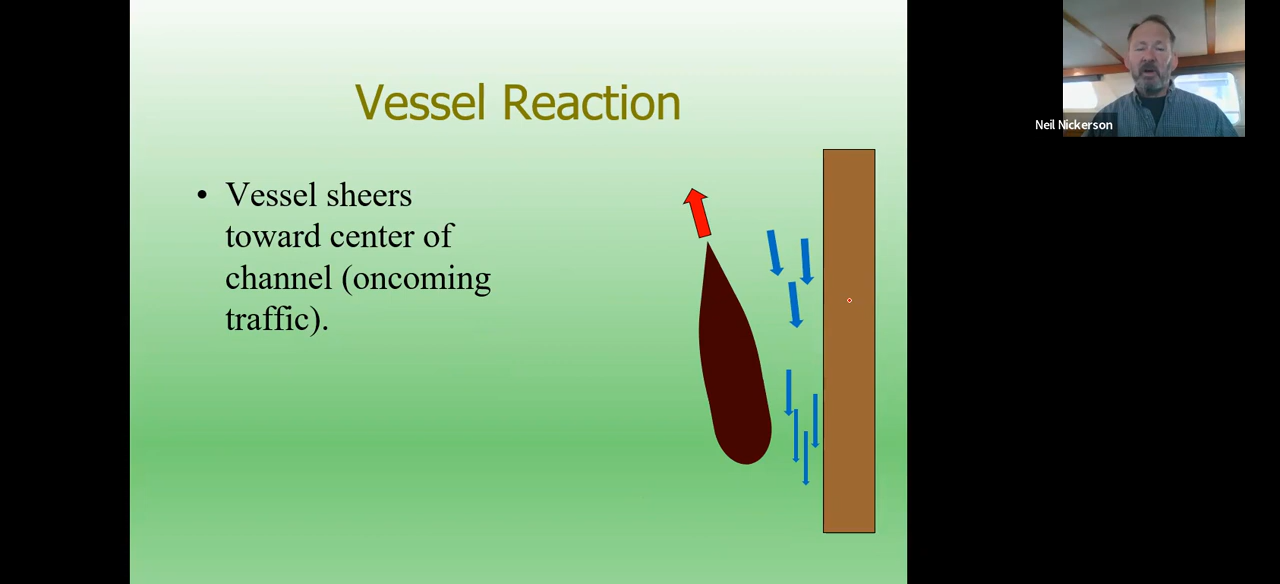 Vessel Reaction
• Vessel sheers
toward center of
channel (oncoming
traffic).
Neil Nickerson